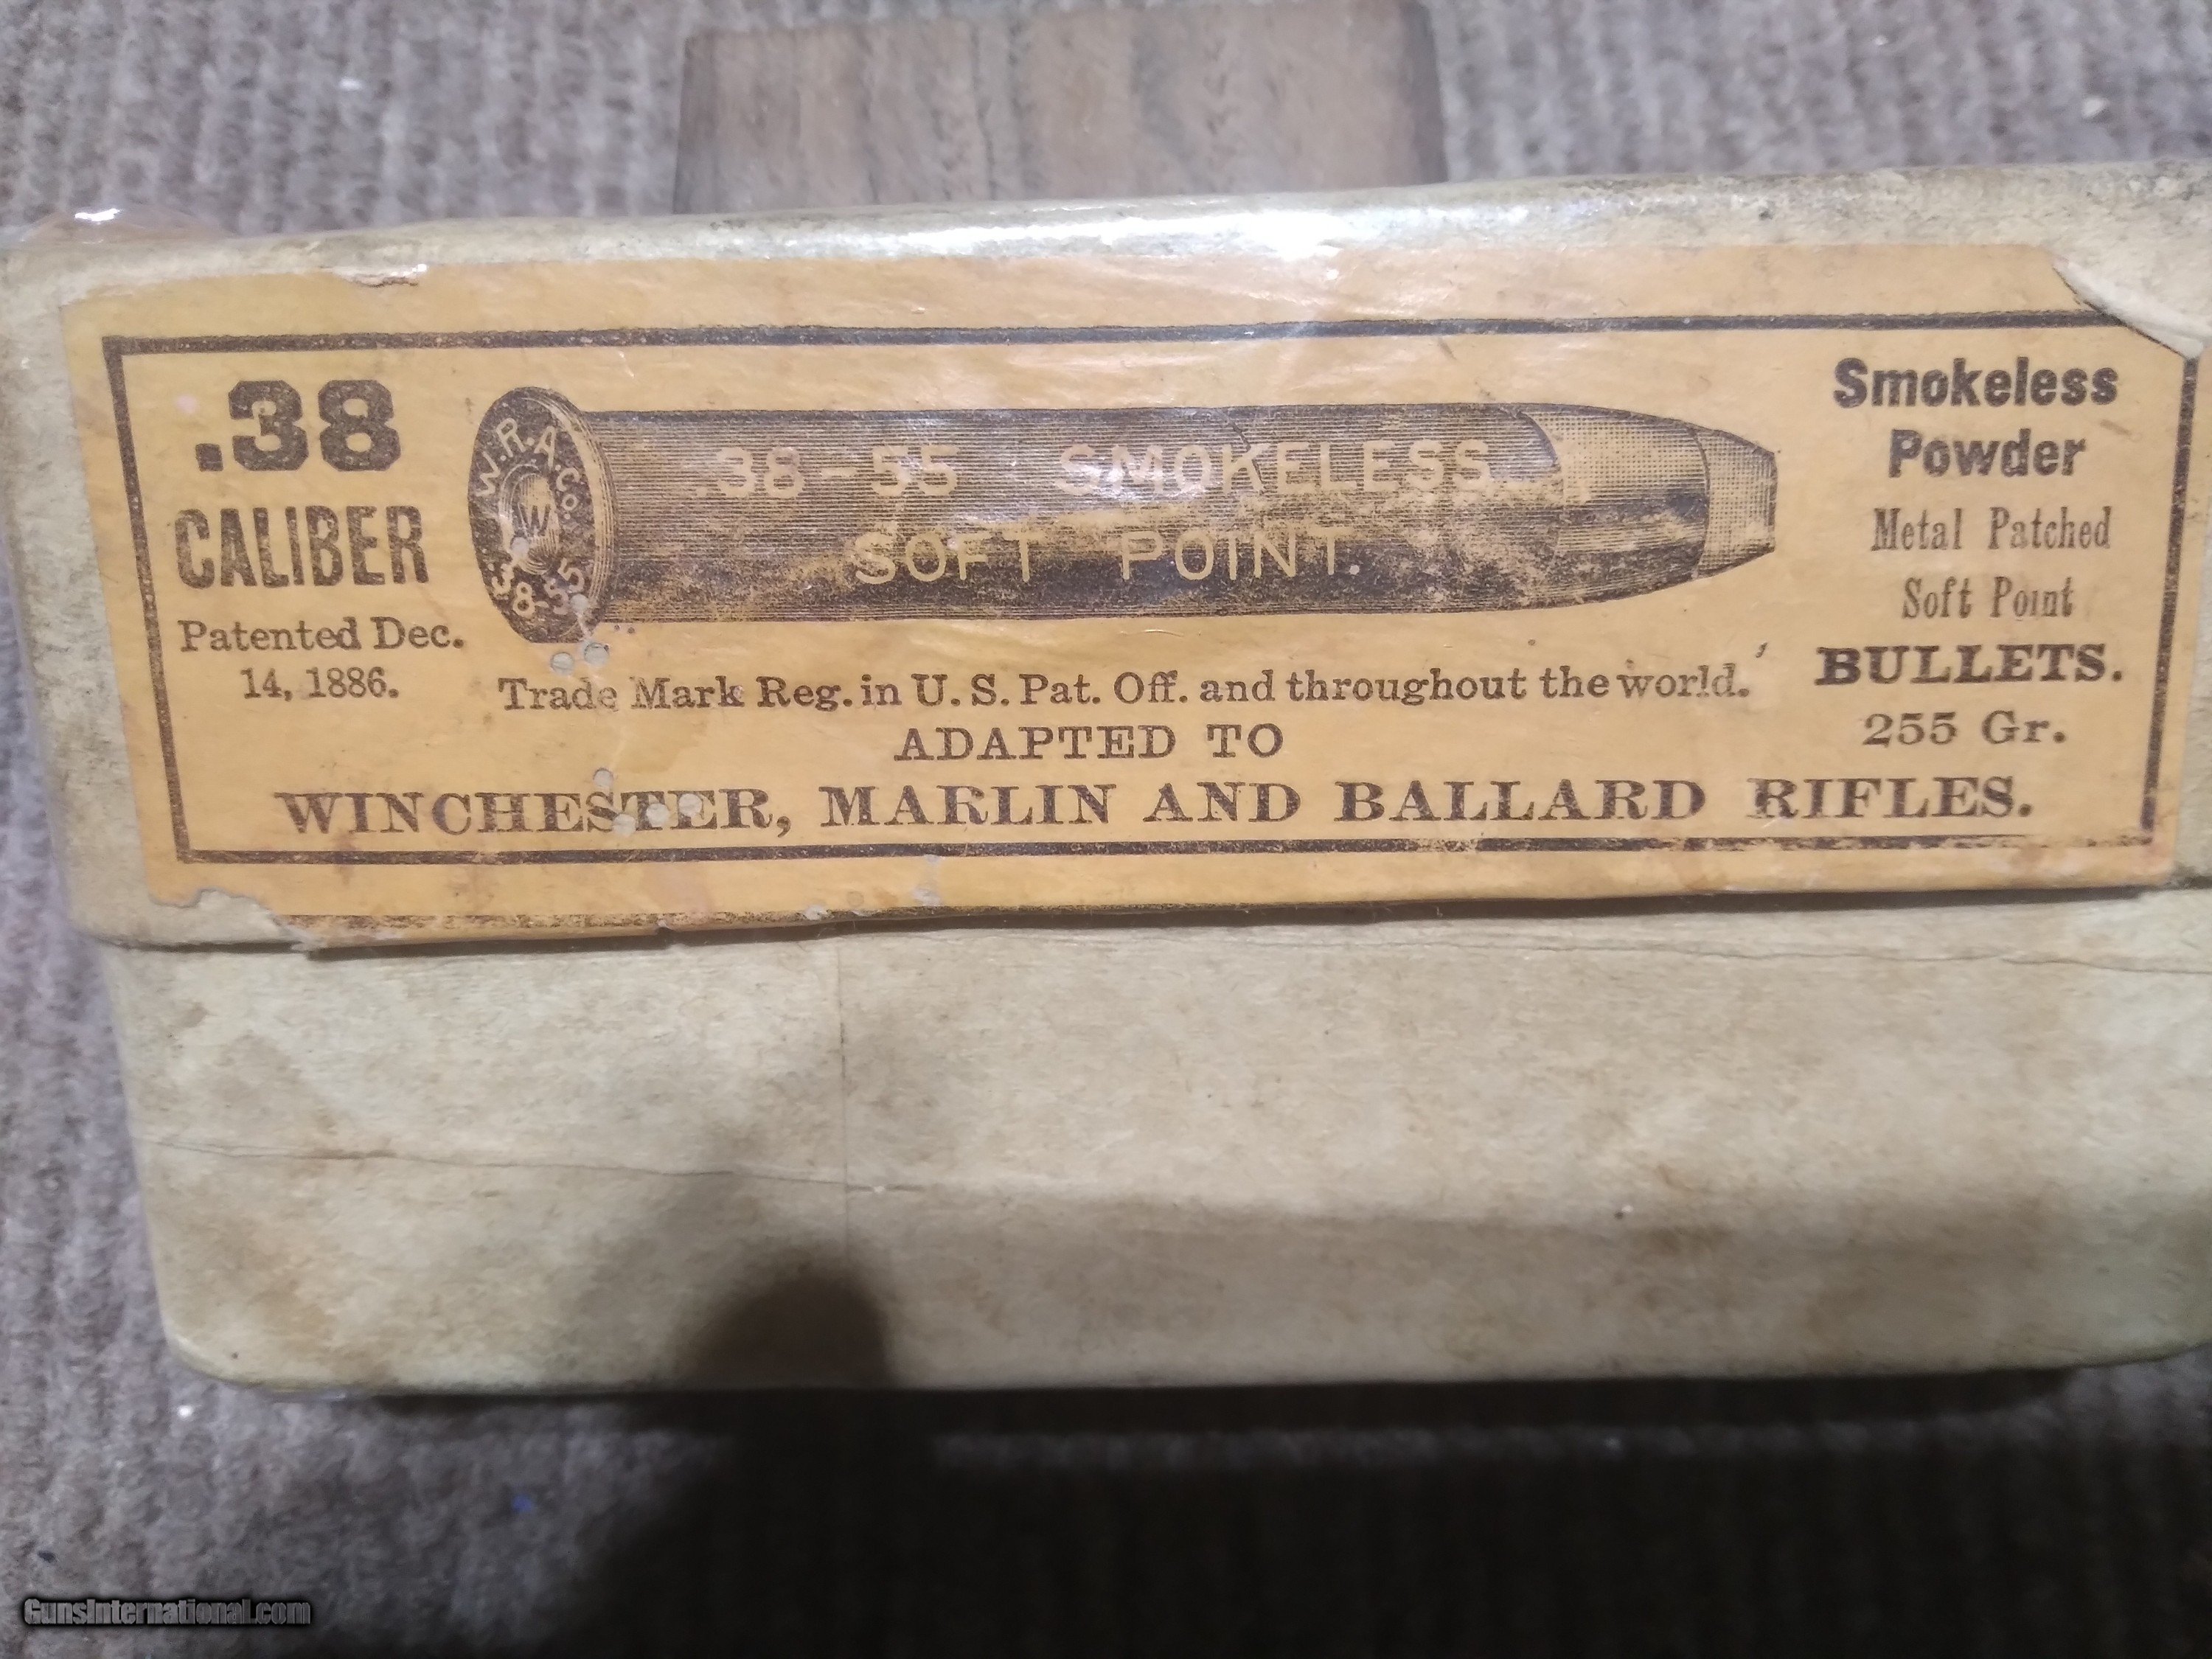 .38
CALIBER
Patented Dec.
14, 1886.
W.R.A.Co.
W
.38-55
.38-55 SMOKELESS
SOFT POINT.
Trade Mark Reg. in U. S. Pat. Off. and throughout the world.
ADAPTED TO
WINCHESTER, MARLIN AND BALLARD RIFLES.
Smokeless
Powder
Metal Patched
Soft Point
BULLETS.
255 Gr.
GunsInternational.com